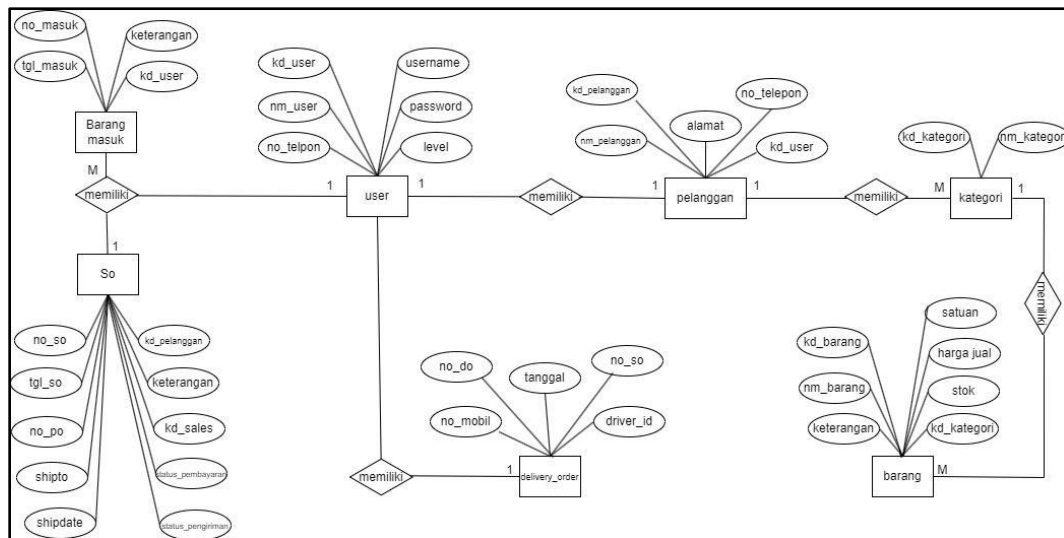 no_masuk
keterangan
tgl_masuk
kd_user
Barang
masuk
M
memiliki
1
So
no_so
kd_pelanggan
tgl_so
keterangan
no_po
kd_sales
shipto
status_pembayaran
shipdate
status_pengiriman
kd_user
username
nm_user
password
no_telpon
level
1
user
1
memiliki
memiliki
1
delivery_order
no_do
tanggal
no_so
no_mobil
driver_id
kd_pelanggan
no_telepon
alamat
nm_pelanggan
kd_user
1
pelanggan
1
memiliki
M
kategori
1
kd_kategori
nm_kategor
memiliki
satuan
kd_barang
harga jual
nm_barang
stok
keterangan
kd_kategori
barang
M